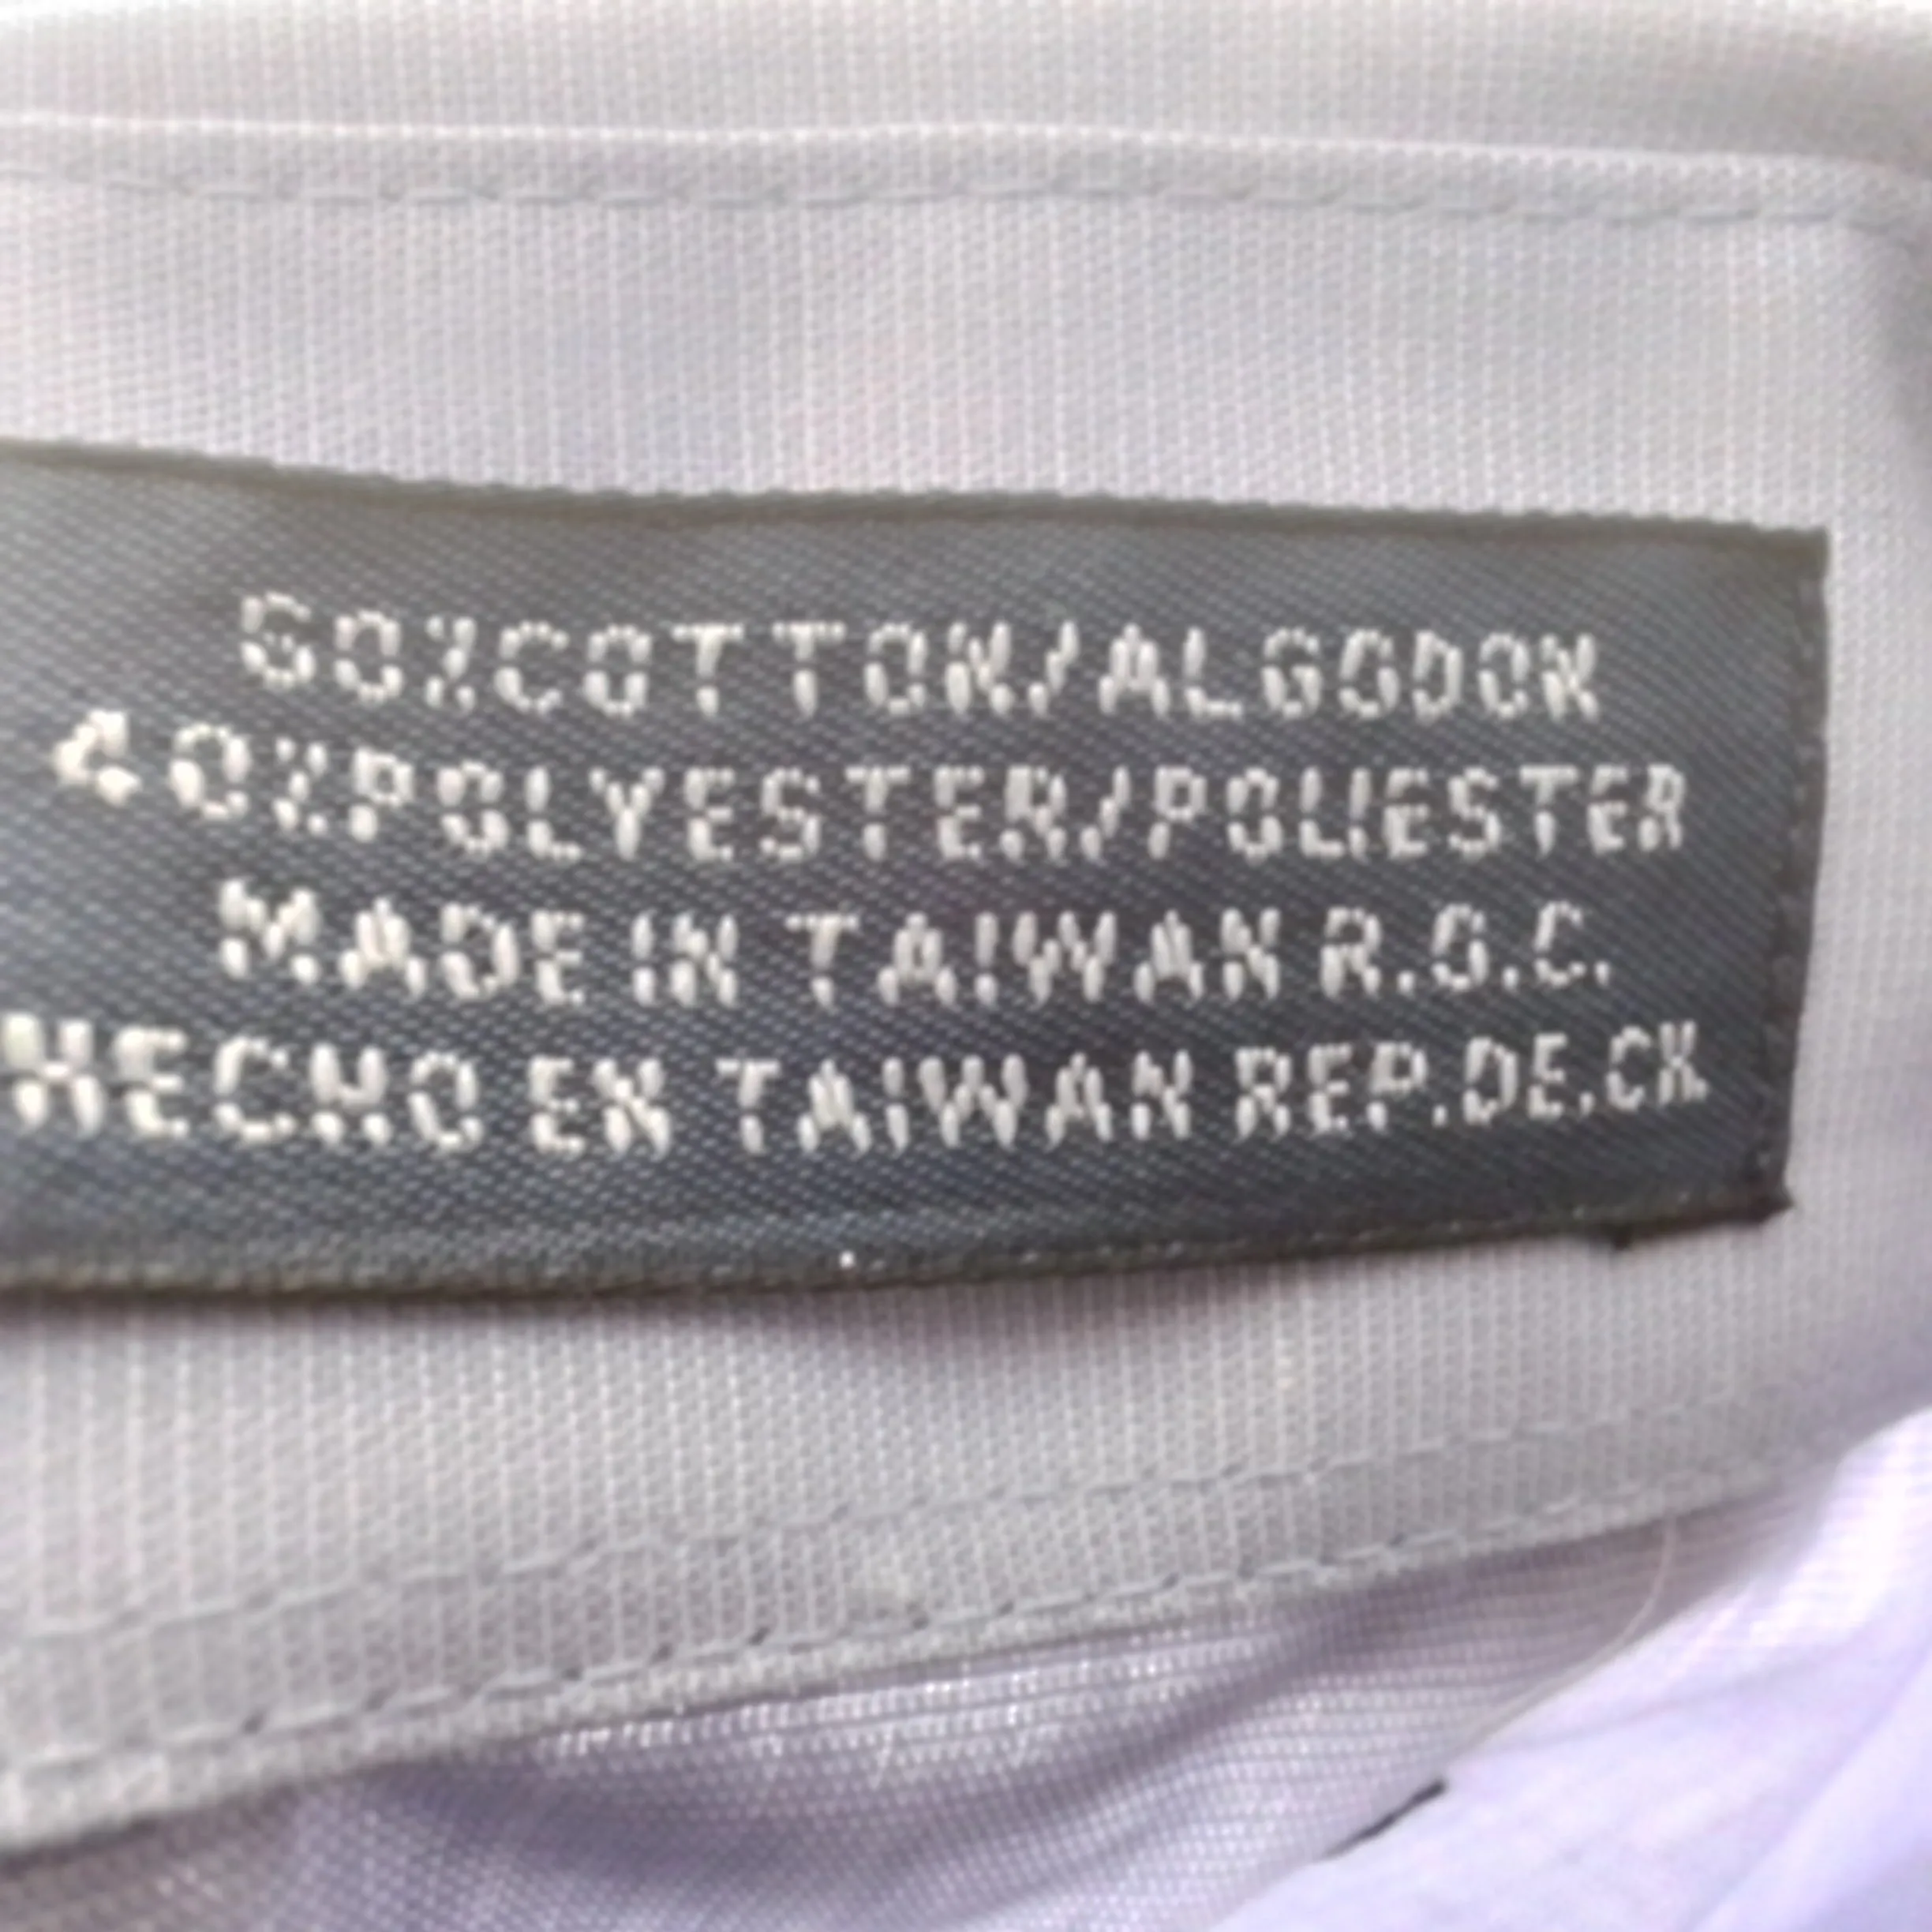 60%COTTON/ALGODON
40%POLYESTER/POLIESTER
MADE IN TAIWAN R.O.C.
HECHO EN TAIWAN REP.DE.CH.